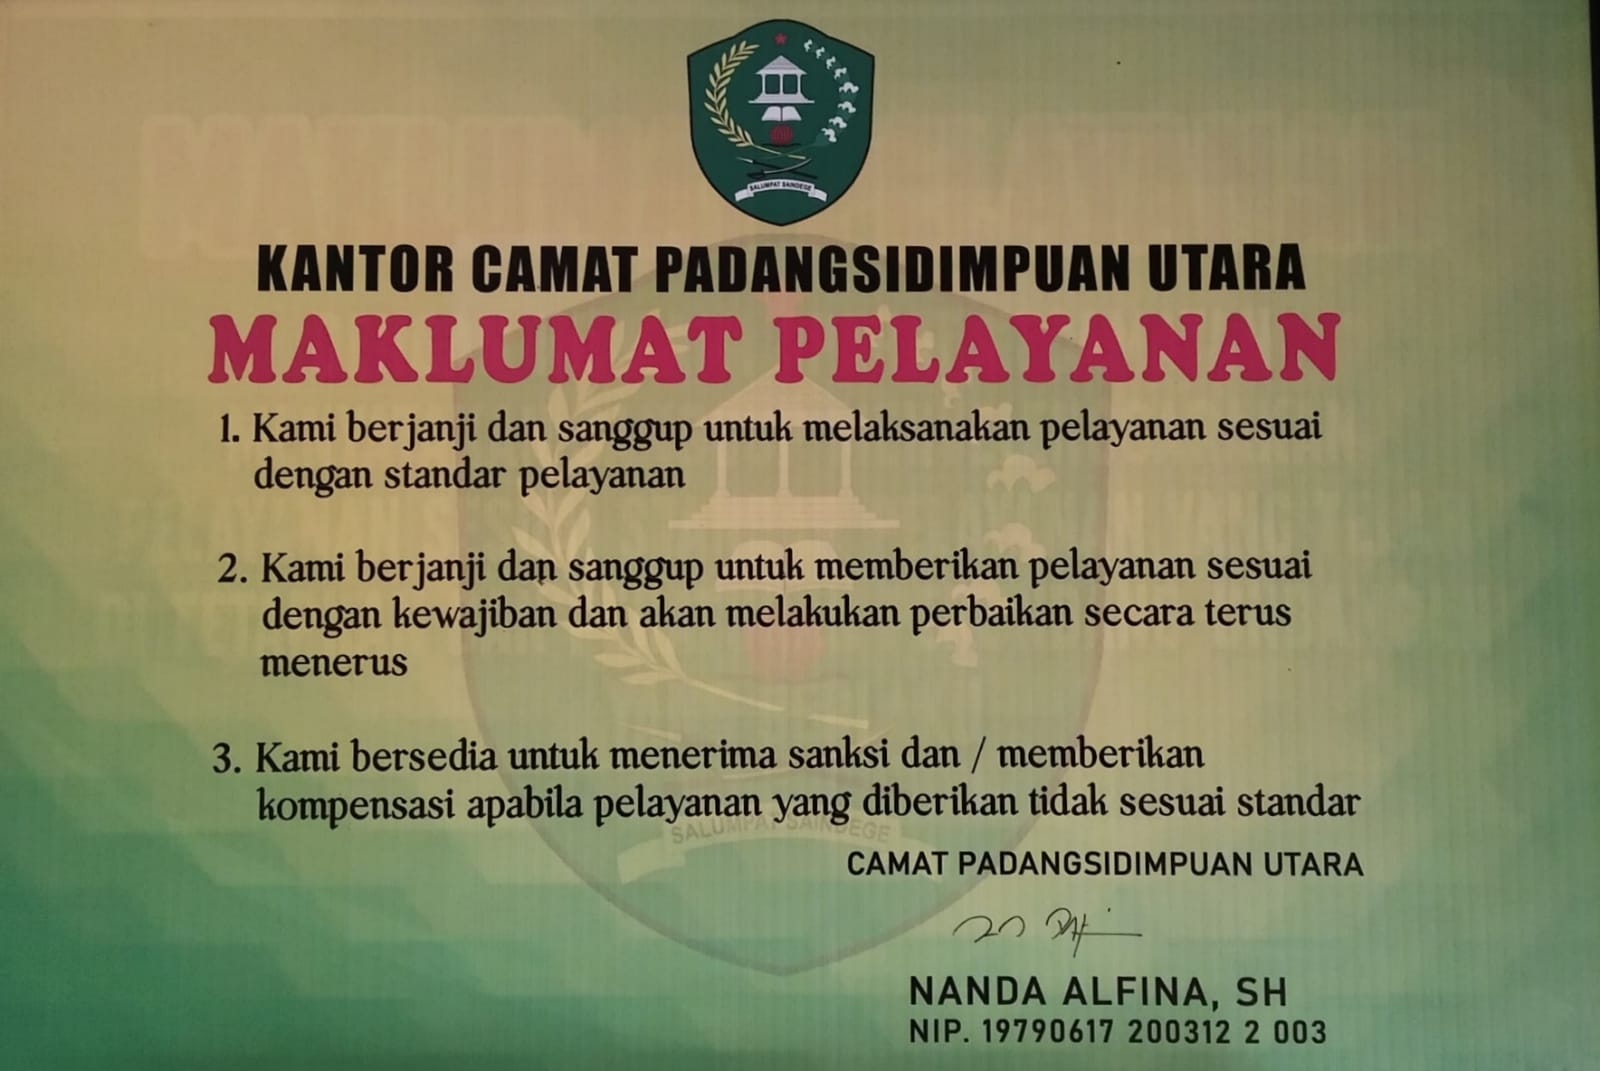 SALUMPAT SAINDEGE
KANTOR CAMAT PADANGSIDIMPUAN UTARA
MAKLUMAT PELAYANAN
1. Kami berjanji dan sanggup untuk melaksanakan pelayanan sesuai
dengan standar pelayanan
2. Kami berjanji dan sanggup untuk memberikan pelayanan sesuai
dengan kewajiban dan akan melakukan perbaikan secara terus
menerus
3. Kami bersedia untuk menerima sanksi dan / memberikan
kompensasi apabila pelayanan yang diberikan tidak sesuai standar
SALUMPAT SAINDEGE
CAMAT PADANGSIDIMPUAN UTARA
NANDA ALFINA, SH
NIP. 19790617 200312 2 003